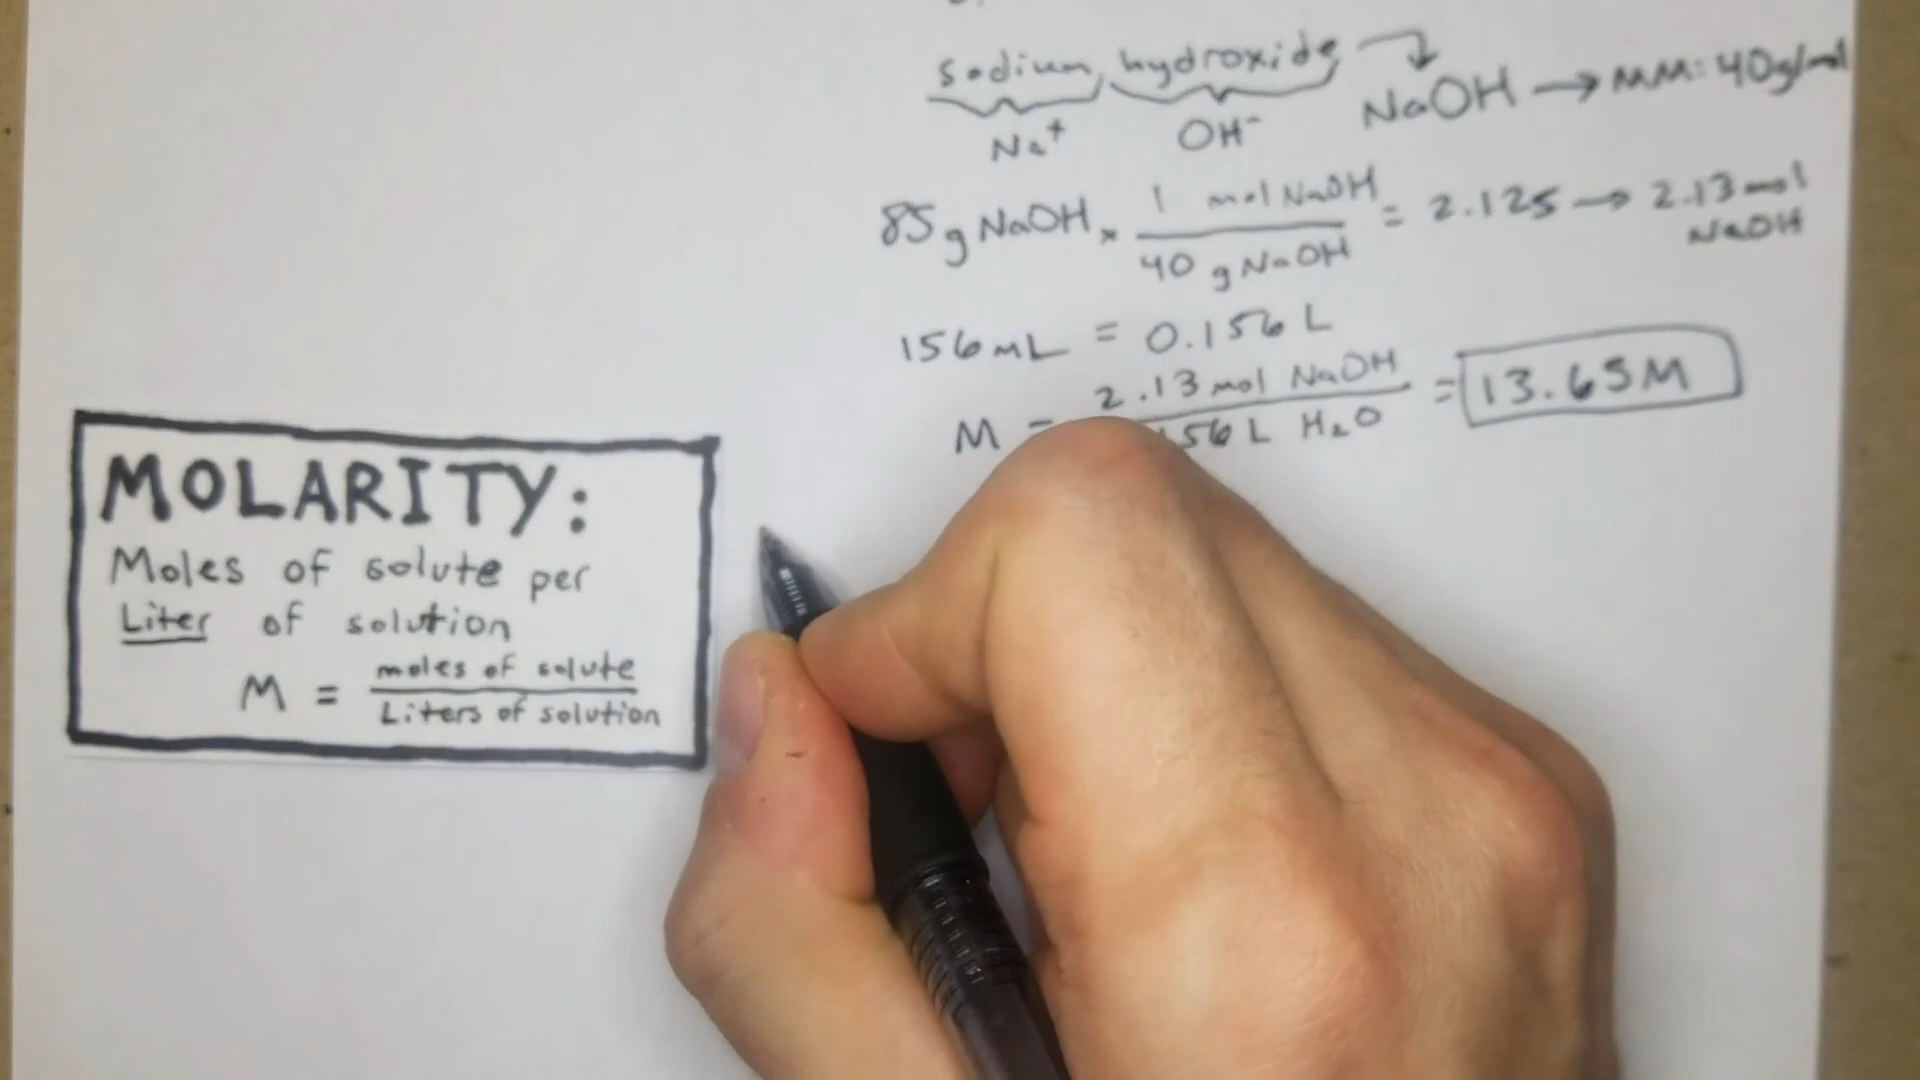 sodium hydroxide → NaOH → MM: 40g/mol
Na⁺ OH⁻
85g NaOH × 1 mol NaOH / 40 g NaOH = 2.125 → 2.13 mol NaOH
156mL = 0.156 L
M = 2.13 mol NaOH / 156 L H₂O = 13.65M
MOLARITY:
Moles of solute per
Liter of solution
M = moles of solute / Liters of solution